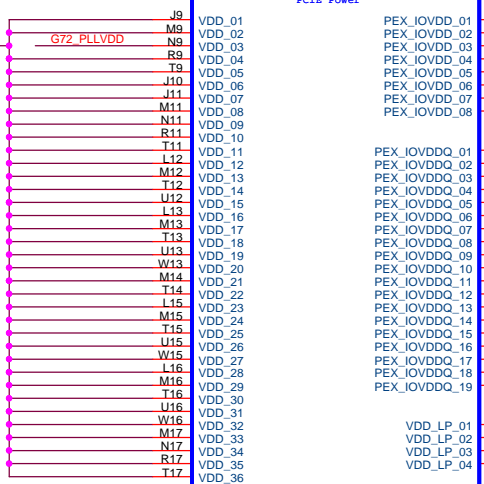 PCIE Power
J9 VDD_01 PEX_IOVDD_01
M9 VDD_02 PEX_IOVDD_02
G72_PLLVDD N9 VDD_03 PEX_IOVDD_03
R9 VDD_04 PEX_IOVDD_04
T9 VDD_05 PEX_IOVDD_05
J10 VDD_06 PEX_IOVDD_06
J11 VDD_07 PEX_IOVDD_07
M11 VDD_08 PEX_IOVDD_08
N11 VDD_09
R11 VDD_10
T11 VDD_11 PEX_IOVDDQ_01
L12 VDD_12 PEX_IOVDDQ_02
M12 VDD_13 PEX_IOVDDQ_03
T12 VDD_14 PEX_IOVDDQ_04
U12 VDD_15 PEX_IOVDDQ_05
L13 VDD_16 PEX_IOVDDQ_06
M13 VDD_17 PEX_IOVDDQ_07
T13 VDD_18 PEX_IOVDDQ_08
U13 VDD_19 PEX_IOVDDQ_09
W13 VDD_20 PEX_IOVDDQ_10
M14 VDD_21 PEX_IOVDDQ_11
T14 VDD_22 PEX_IOVDDQ_12
L15 VDD_23 PEX_IOVDDQ_13
M15 VDD_24 PEX_IOVDDQ_14
T15 VDD_25 PEX_IOVDDQ_15
U15 VDD_26 PEX_IOVDDQ_16
W15 VDD_27 PEX_IOVDDQ_17
L16 VDD_28 PEX_IOVDDQ_18
M16 VDD_29 PEX_IOVDDQ_19
T16 VDD_30
U16 VDD_31
W16 VDD_32 VDD_LP_01
M17 VDD_33 VDD_LP_02
N17 VDD_34 VDD_LP_03
R17 VDD_35 VDD_LP_04
T17 VDD_36